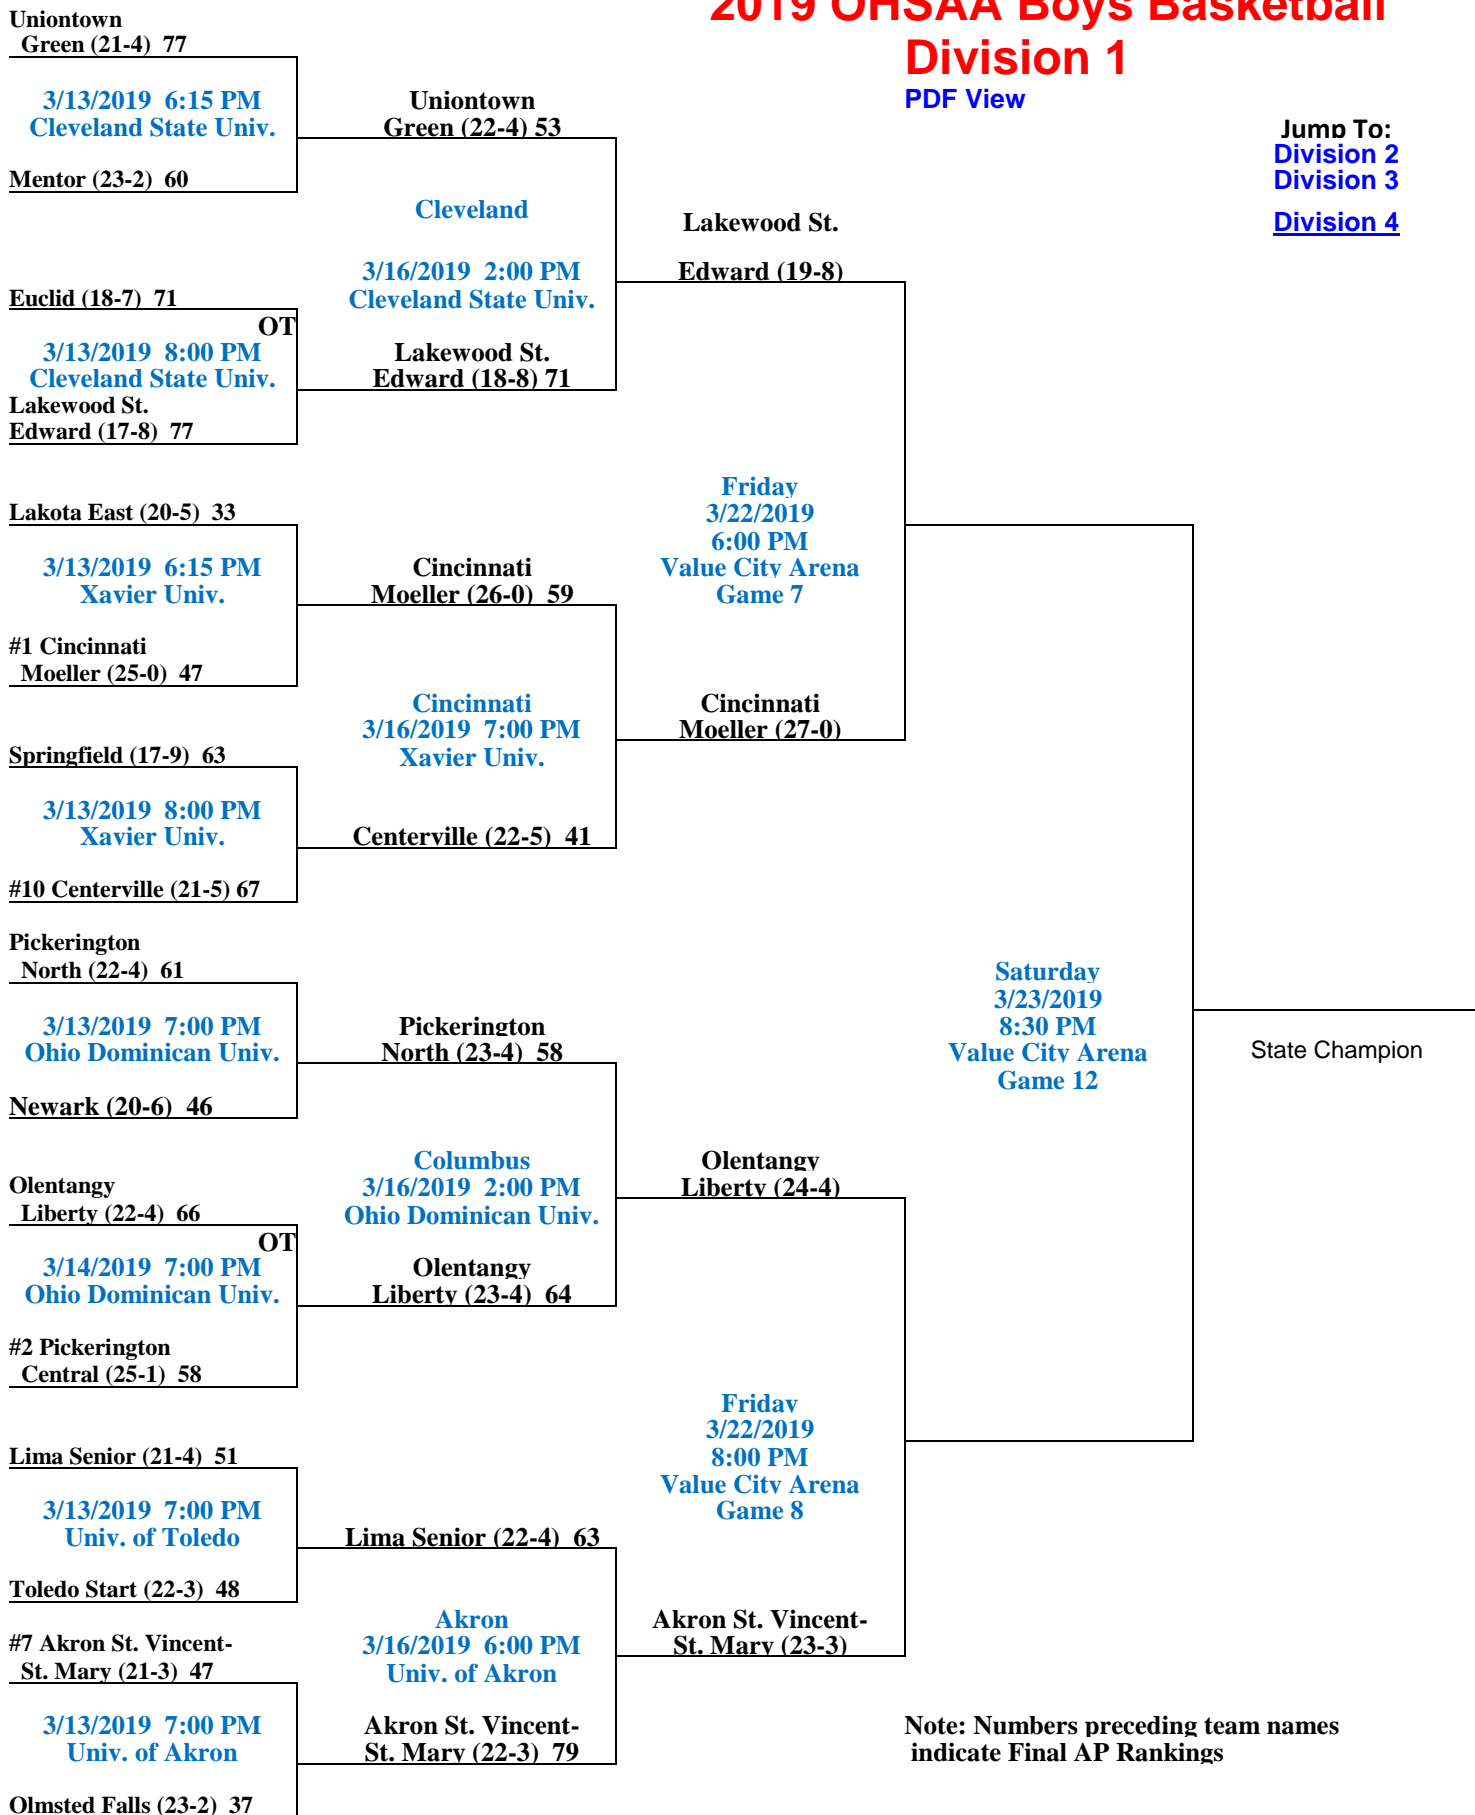 2019 OHSAA Boys Basketball
Division 1
PDF View
Jump To:
Division 2
Division 3
Division 4
Uniontown
Green (21-4) 77
3/13/2019 6:15 PM
Cleveland State Univ.
Mentor (23-2) 60
Euclid (18-7) 71
OT
3/13/2019 8:00 PM
Cleveland State Univ.
Lakewood St.
Edward (17-8) 77
Lakota East (20-5) 33
3/13/2019 6:15 PM
Xavier Univ.
#1 Cincinnati
Moeller (25-0) 47
Springfield (17-9) 63
3/13/2019 8:00 PM
Xavier Univ.
#10 Centerville (21-5) 67
Pickerington
North (22-4) 61
3/13/2019 7:00 PM
Ohio Dominican Univ.
Newark (20-6) 46
Olentangy
Liberty (22-4) 66
OT
3/14/2019 7:00 PM
Ohio Dominican Univ.
#2 Pickerington
Central (25-1) 58
Lima Senior (21-4) 51
3/13/2019 7:00 PM
Univ. of Toledo
Toledo Start (22-3) 48
#7 Akron St. Vincent-
St. Mary (21-3) 47
3/13/2019 7:00 PM
Univ. of Akron
Olmsted Falls (23-2) 37
Uniontown
Green (22-4) 53
Cleveland
3/16/2019 2:00 PM
Cleveland State Univ.
Lakewood St.
Edward (18-8) 71
Cincinnati
Moeller (26-0) 59
Cincinnati
3/16/2019 7:00 PM
Xavier Univ.
Centerville (22-5) 41
Pickerington
North (23-4) 58
Columbus
3/16/2019 2:00 PM
Ohio Dominican Univ.
Olentangy
Liberty (23-4) 64
Lima Senior (22-4) 63
Akron
3/16/2019 6:00 PM
Univ. of Akron
Akron St. Vincent-
St. Mary (22-3) 79
Lakewood St.
Edward (19-8)
Friday
3/22/2019
6:00 PM
Value City Arena
Game 7
Cincinnati
Moeller (27-0)
Olentangy
Liberty (24-4)
Friday
3/22/2019
8:00 PM
Value City Arena
Game 8
Akron St. Vincent-
St. Mary (23-3)
Saturday
3/23/2019
8:30 PM
Value City Arena
Game 12
State Champion
Note: Numbers preceding team names
indicate Final AP Rankings